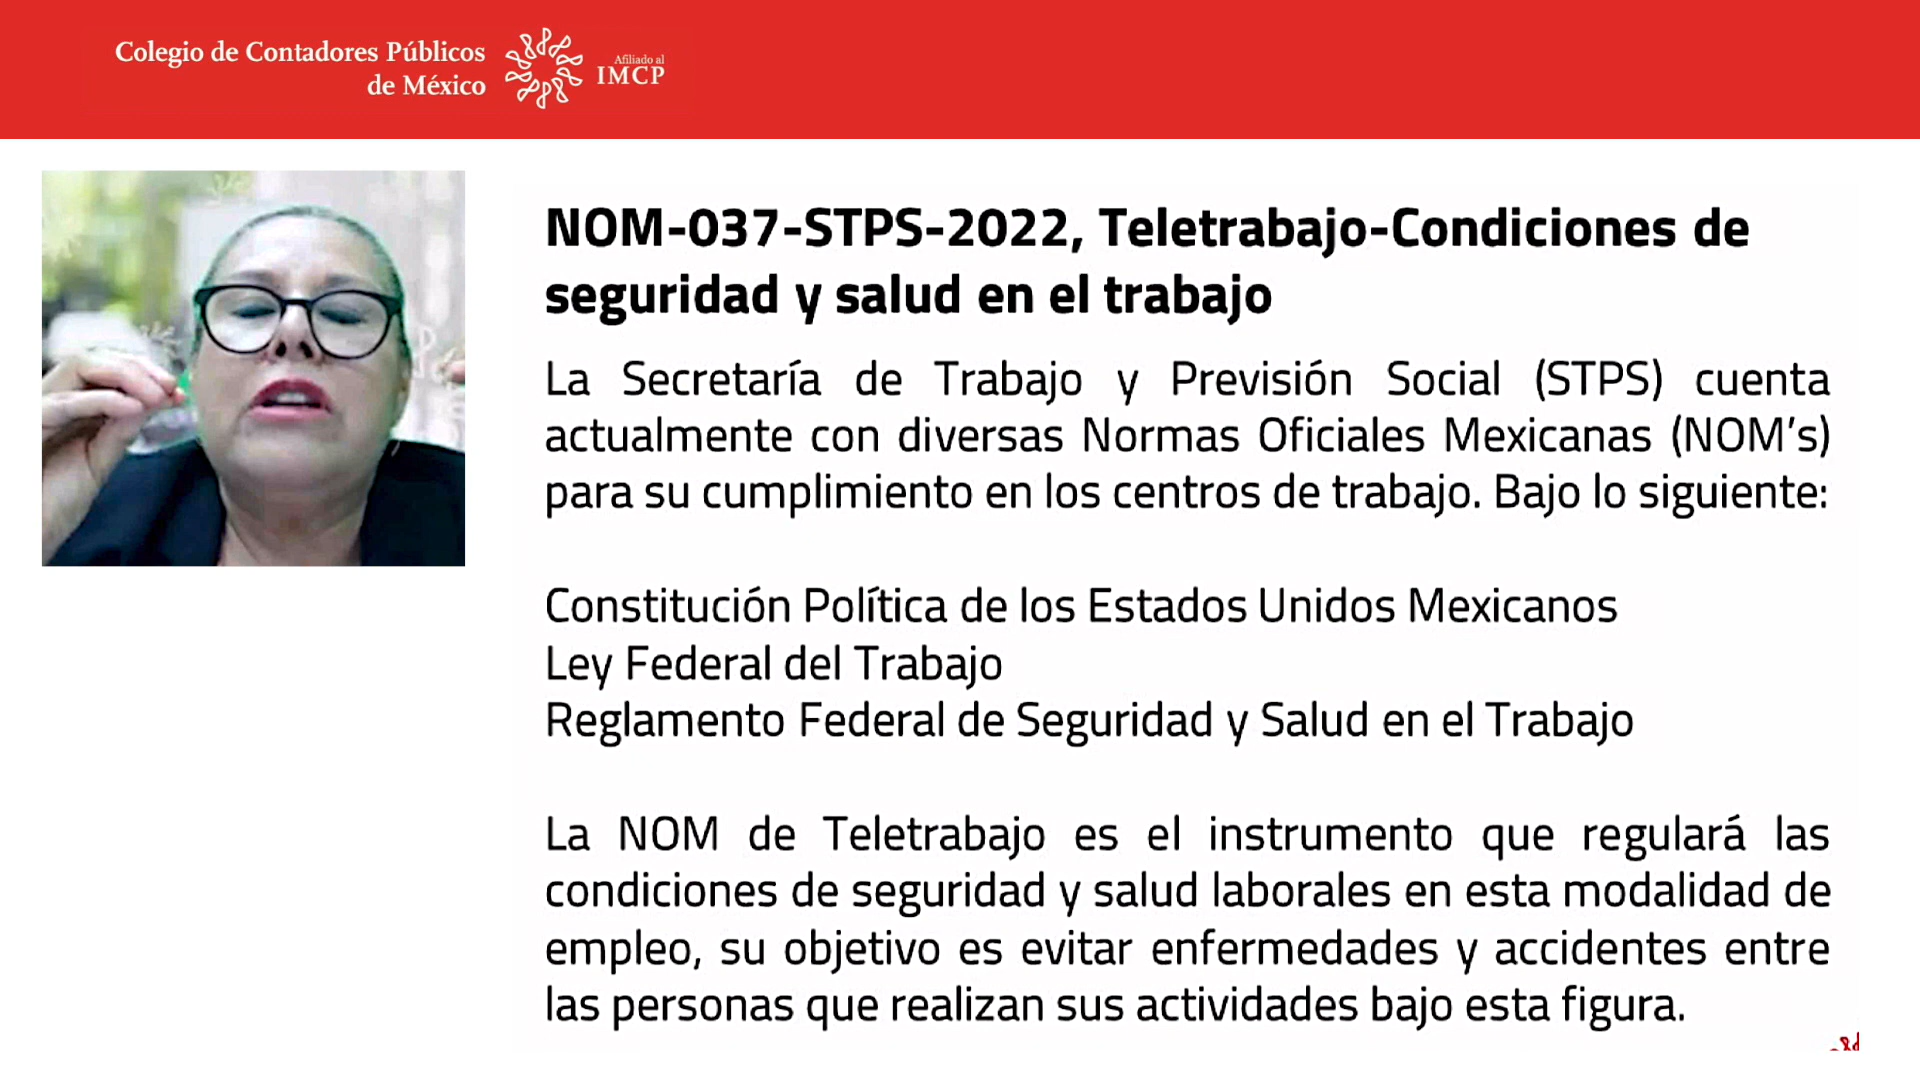 Colegio de Contadores Públicos
de México
Afiliado al
IMCP
NOM-037-STPS-2022, Teletrabajo-Condiciones de
seguridad y salud en el trabajo
La Secretaría de Trabajo y Previsión Social (STPS) cuenta
actualmente con diversas Normas Oficiales Mexicanas (NOM’s)
para su cumplimiento en los centros de trabajo. Bajo lo siguiente:
Constitución Política de los Estados Unidos Mexicanos
Ley Federal del Trabajo
Reglamento Federal de Seguridad y Salud en el Trabajo
La NOM de Teletrabajo es el instrumento que regulará las
condiciones de seguridad y salud laborales en esta modalidad de
empleo, su objetivo es evitar enfermedades y accidentes entre
las personas que realizan sus actividades bajo esta figura.